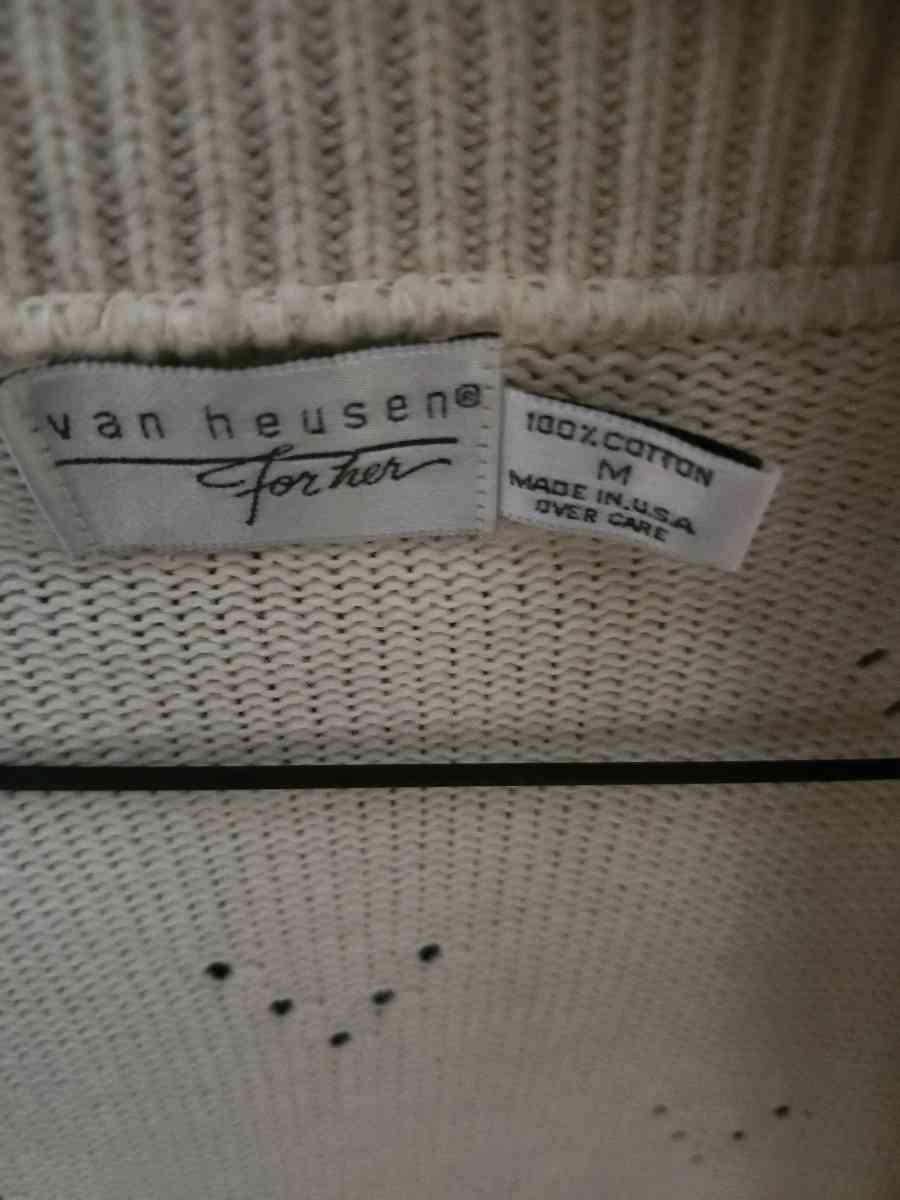 van heusen®
for her
100% COTTON
M
MADE IN U.S.A
OVER CARE